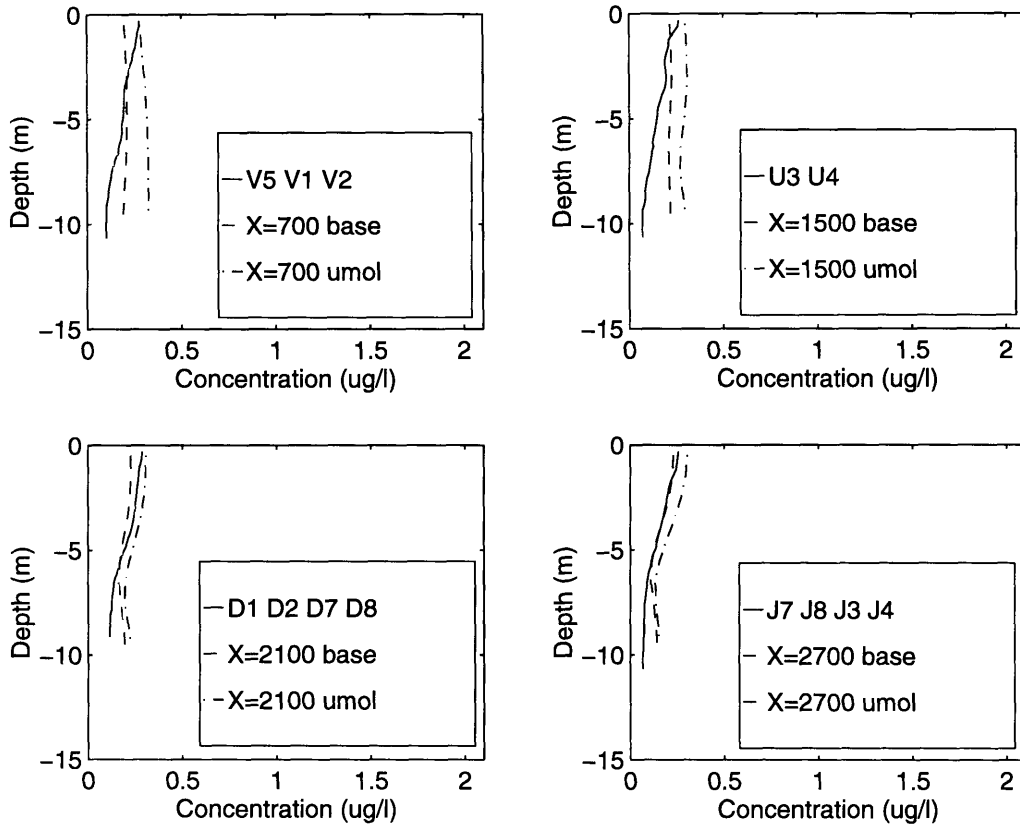 0
−5
−10
−15
Depth (m)
0 0.5 1 1.5 2
Concentration (ug/l)
V5 V1 V2
X=700 base
X=700 umol
0
−5
−10
−15
Depth (m)
0 0.5 1 1.5 2
Concentration (ug/l)
U3 U4
X=1500 base
X=1500 umol
0
−5
−10
−15
Depth (m)
0 0.5 1 1.5 2
Concentration (ug/l)
D1 D2 D7 D8
X=2100 base
X=2100 umol
0
−5
−10
−15
Depth (m)
0 0.5 1 1.5 2
Concentration (ug/l)
J7 J8 J3 J4
X=2700 base
X=2700 umol